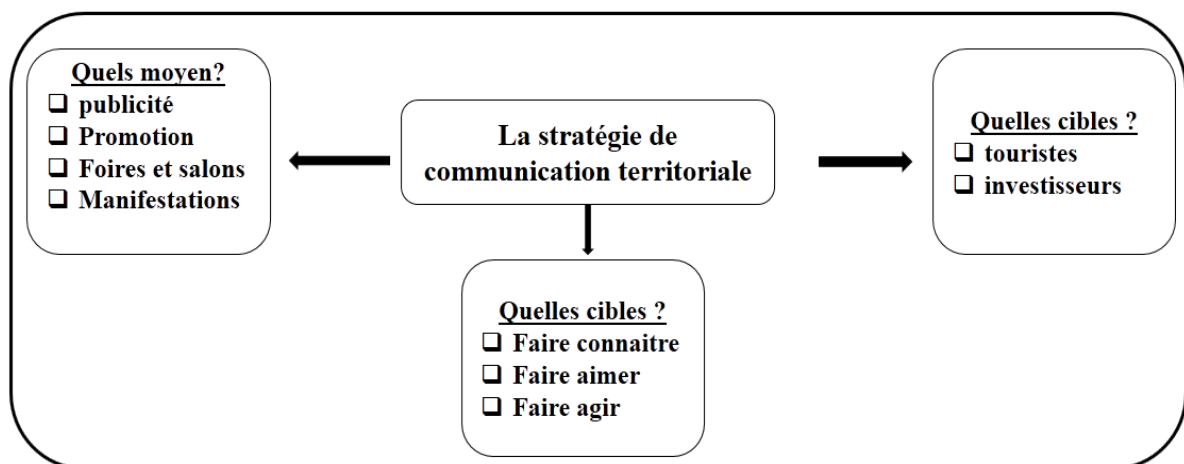 Quels moyen?
❑ publicité
❑ Promotion
❑ Foires et salons
❑ Manifestations
La stratégie de
communication territoriale
Quelles cibles ?
❑ touristes
❑ investisseurs
Quelles cibles ?
❑ Faire connaitre
❑ Faire aimer
❑ Faire agir